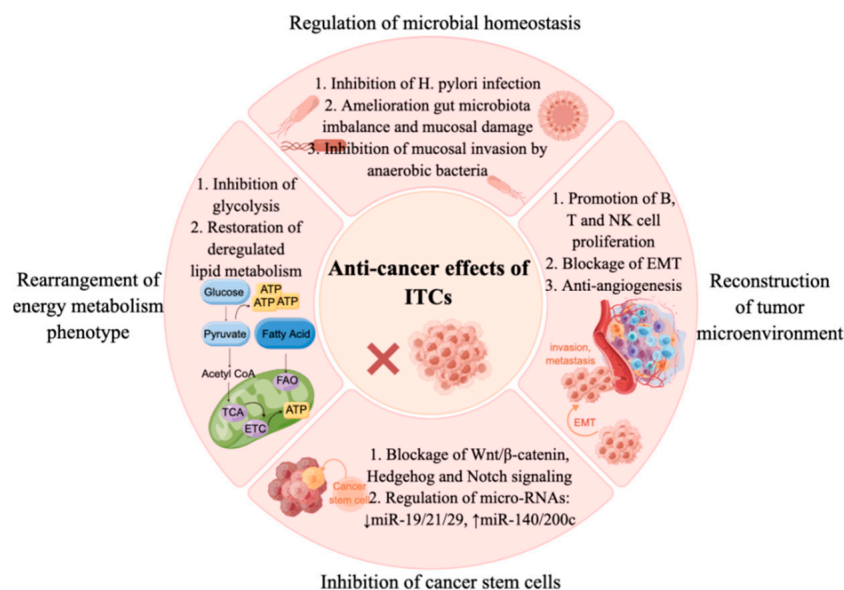 Regulation of microbial homeostasis
1. Inhibition of H. pylori infection
2. Amelioration gut microbiota
imbalance and mucosal damage
3. Inhibition of mucosal invasion by
anaerobic bacteria
Rearrangement of
energy metabolism
phenotype
1. Inhibition of
glycolysis
2. Restoration of
deregulated
lipid metabolism
Glucose
ATP
ATP ATP
Pyruvate
Fatty Acid
Acetyl CoA
FAO
TCA
ATP
ETC
Anti-cancer effects of
ITCs
1. Promotion of B,
T and NK cell
proliferation
2. Blockage of EMT
3. Anti-angiogenesis
invasion,
metastasis
EMT
Reconstruction
of tumor
microenvironment
1. Blockage of Wnt/β-catenin,
Hedgehog and Notch signaling
2. Regulation of micro-RNAs:
↓miR-19/21/29, ↑miR-140/200c
Cancer
stem cell
Inhibition of cancer stem cells